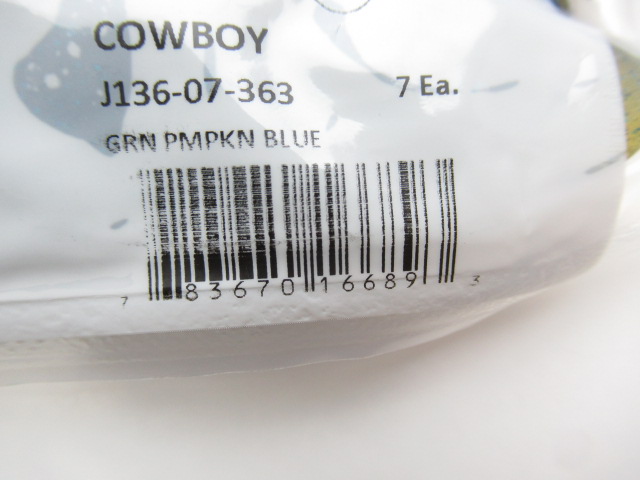 COWBOY
J136-07-363 7 Ea.
GRN PMPKN BLUE
7 83670 16689 3